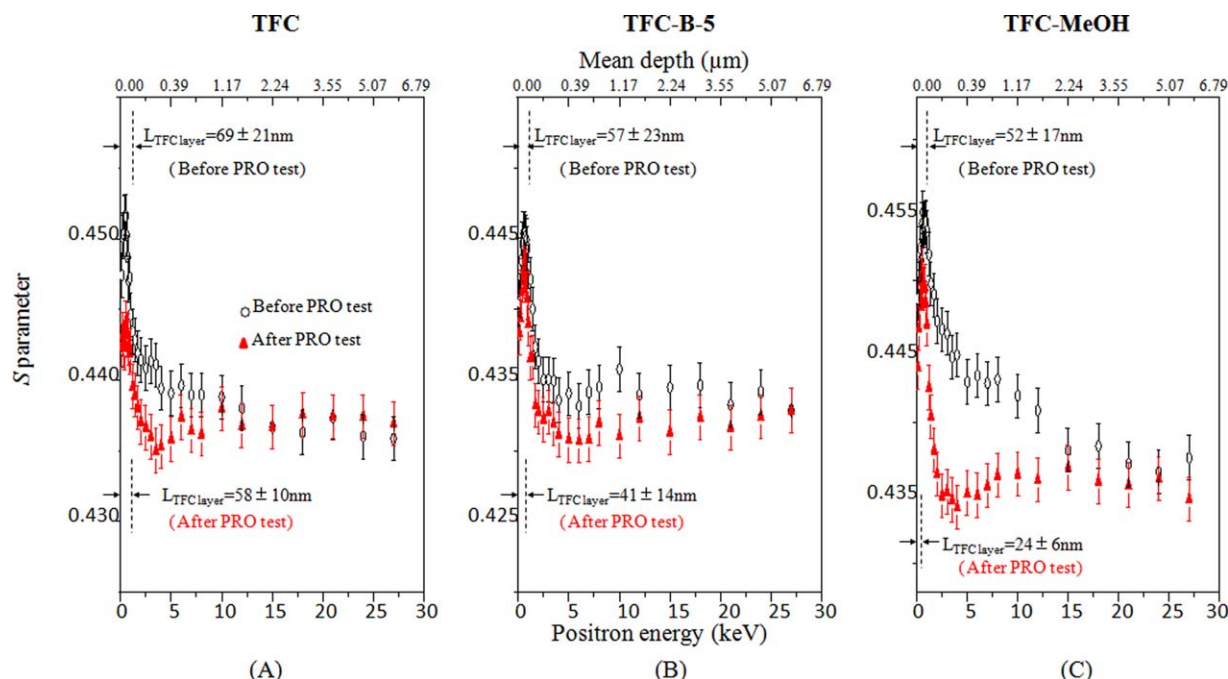 TFC TFC-B-5 TFC-MeOH
Mean depth (μm)
0.00 0.39 1.17 2.24 3.55 5.07 6.79 0.00 0.39 1.17 2.24 3.55 5.07 6.79 0.00 0.39 1.17 2.24 3.55 5.07 6.79
L TFC layer=69 ± 21nm
(Before PRO test)
L TFC layer=57 ± 23nm
(Before PRO test)
L TFC layer=52 ± 17nm
(Before PRO test)
S parameter
0.450
0.440
0.430
Before PRO test
After PRO test
0.445
0.435
0.425
0.455
0.445
0.435
L TFC layer=58 ± 10nm
(After PRO test)
L TFC layer=41 ± 14nm
(After PRO test)
L TFC layer=24 ± 6nm
(After PRO test)
0 5 10 15 20 25 30 0 5 10 15 20 25 30 0 5 10 15 20 25 30
Positron energy (keV)
(A) (B) (C)